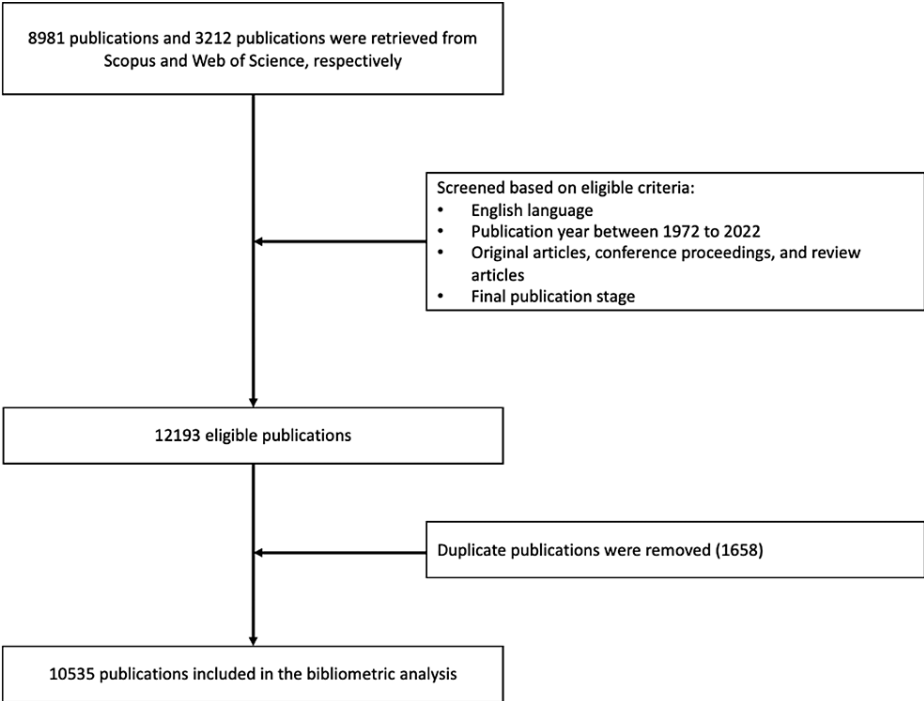 8981 publications and 3212 publications were retrieved from
Scopus and Web of Science, respectively
Screened based on eligible criteria:
• English language
• Publication year between 1972 to 2022
• Original articles, conference proceedings, and review
articles
• Final publication stage
12193 eligible publications
Duplicate publications were removed (1658)
10535 publications included in the bibliometric analysis